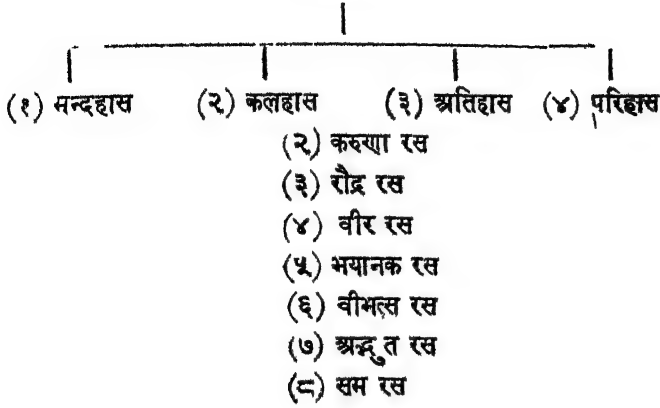 (१) मन्दहास (२) कलहास (३) अतिहास (४) परिहास
(२) करुणा रस
(३) रौद्र रस
(४) वीर रस
(५) भयानक रस
(६) वीभत्स रस
(७) अद्भुत रस
(८) सम रस